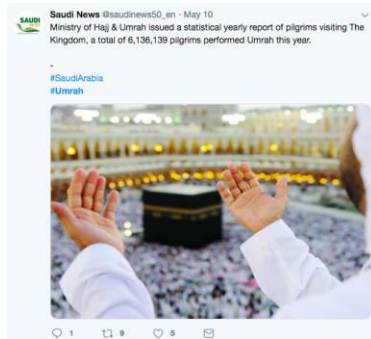 SAUDI
Saudi News @saudinews50_en · May 10
Ministry of Hajj & Umrah issued a statistical yearly report of pilgrims visiting The
Kingdom, a total of 6,136,139 pilgrims performed Umrah this year.
.
#SaudiArabia
#Umrah
1 9 5